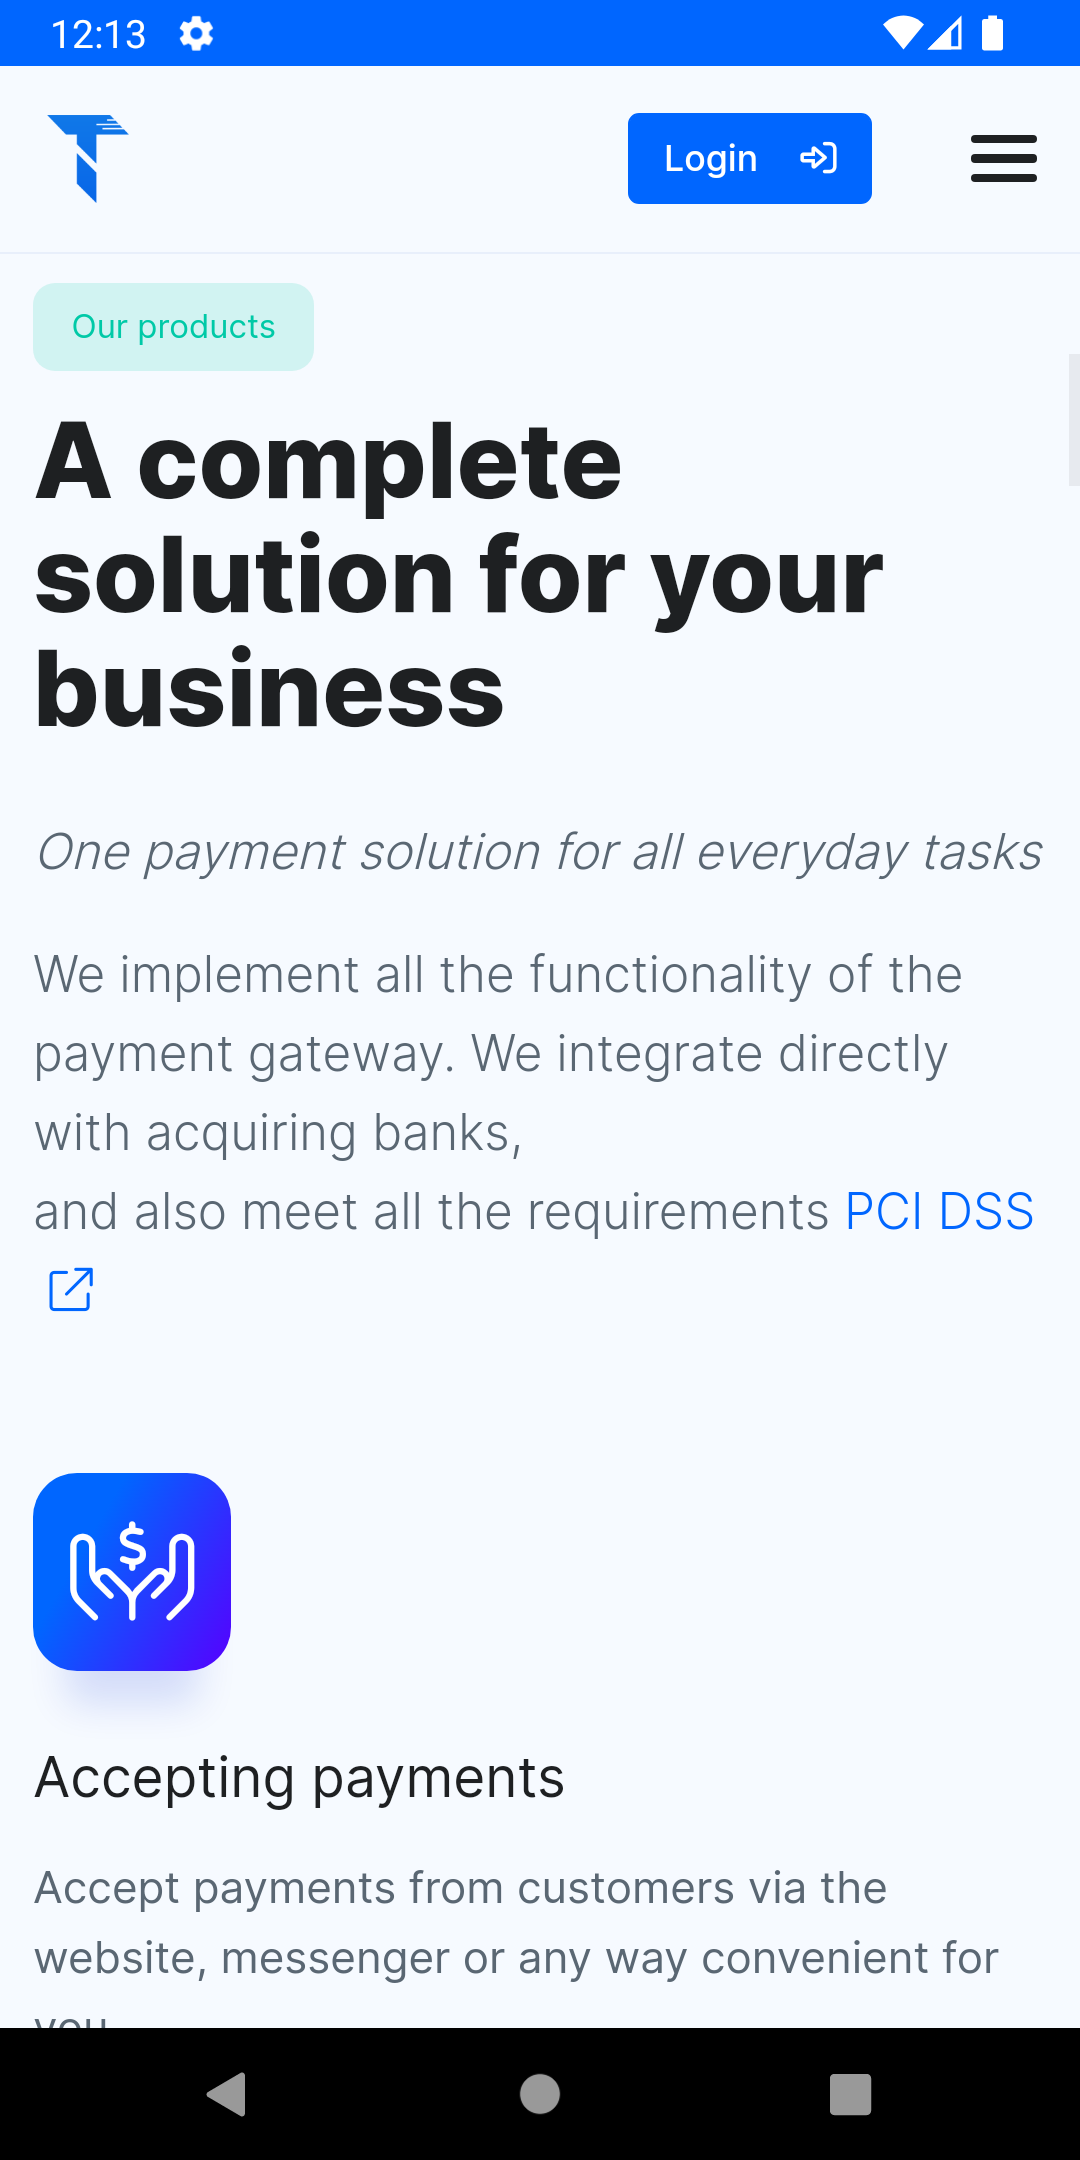 12:13
Login
Our products
A complete
solution for your
business
One payment solution for all everyday tasks
We implement all the functionality of the
payment gateway. We integrate directly
with acquiring banks,
and also meet all the requirements PCI DSS
Accepting payments
Accept payments from customers via the
website, messenger or any way convenient for
you